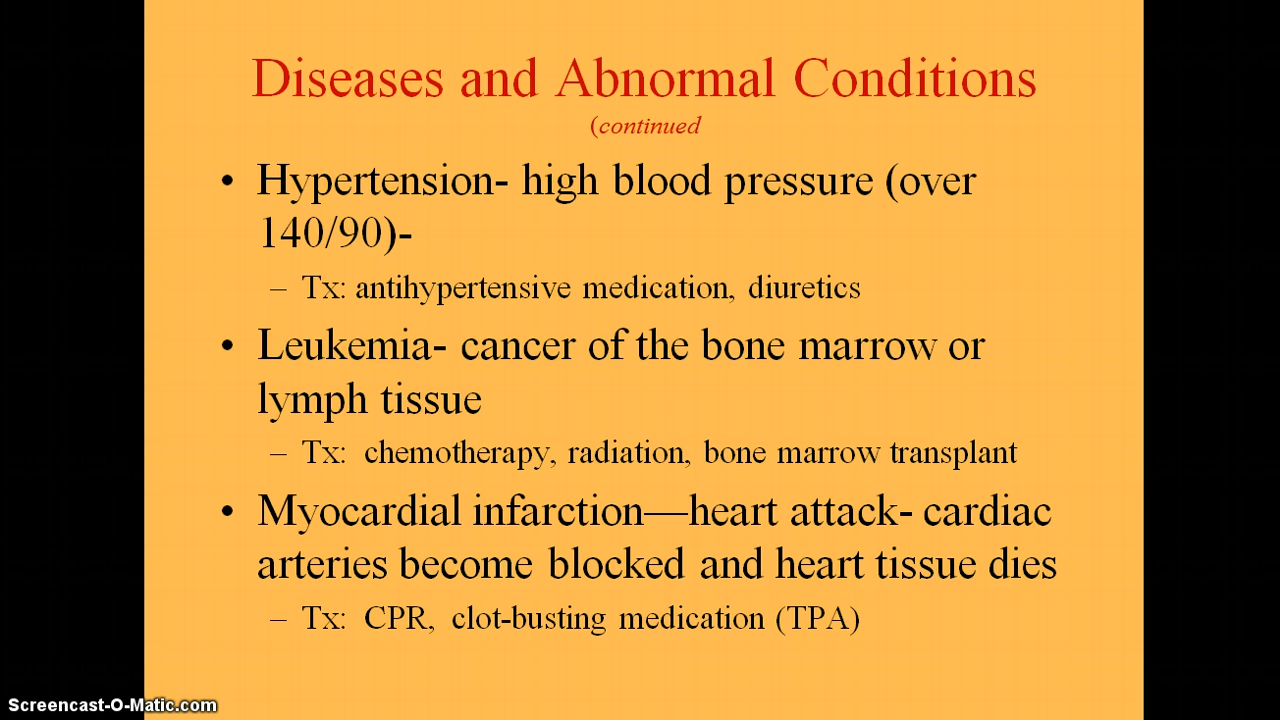 Diseases and Abnormal Conditions
(continued
• Hypertension- high blood pressure (over
140/90)-
– Tx: antihypertensive medication, diuretics
• Leukemia- cancer of the bone marrow or
lymph tissue
– Tx:  chemotherapy, radiation, bone marrow transplant
• Myocardial infarction—heart attack- cardiac
arteries become blocked and heart tissue dies
– Tx:  CPR,  clot-busting medication (TPA)
Screencast-O-Matic.com